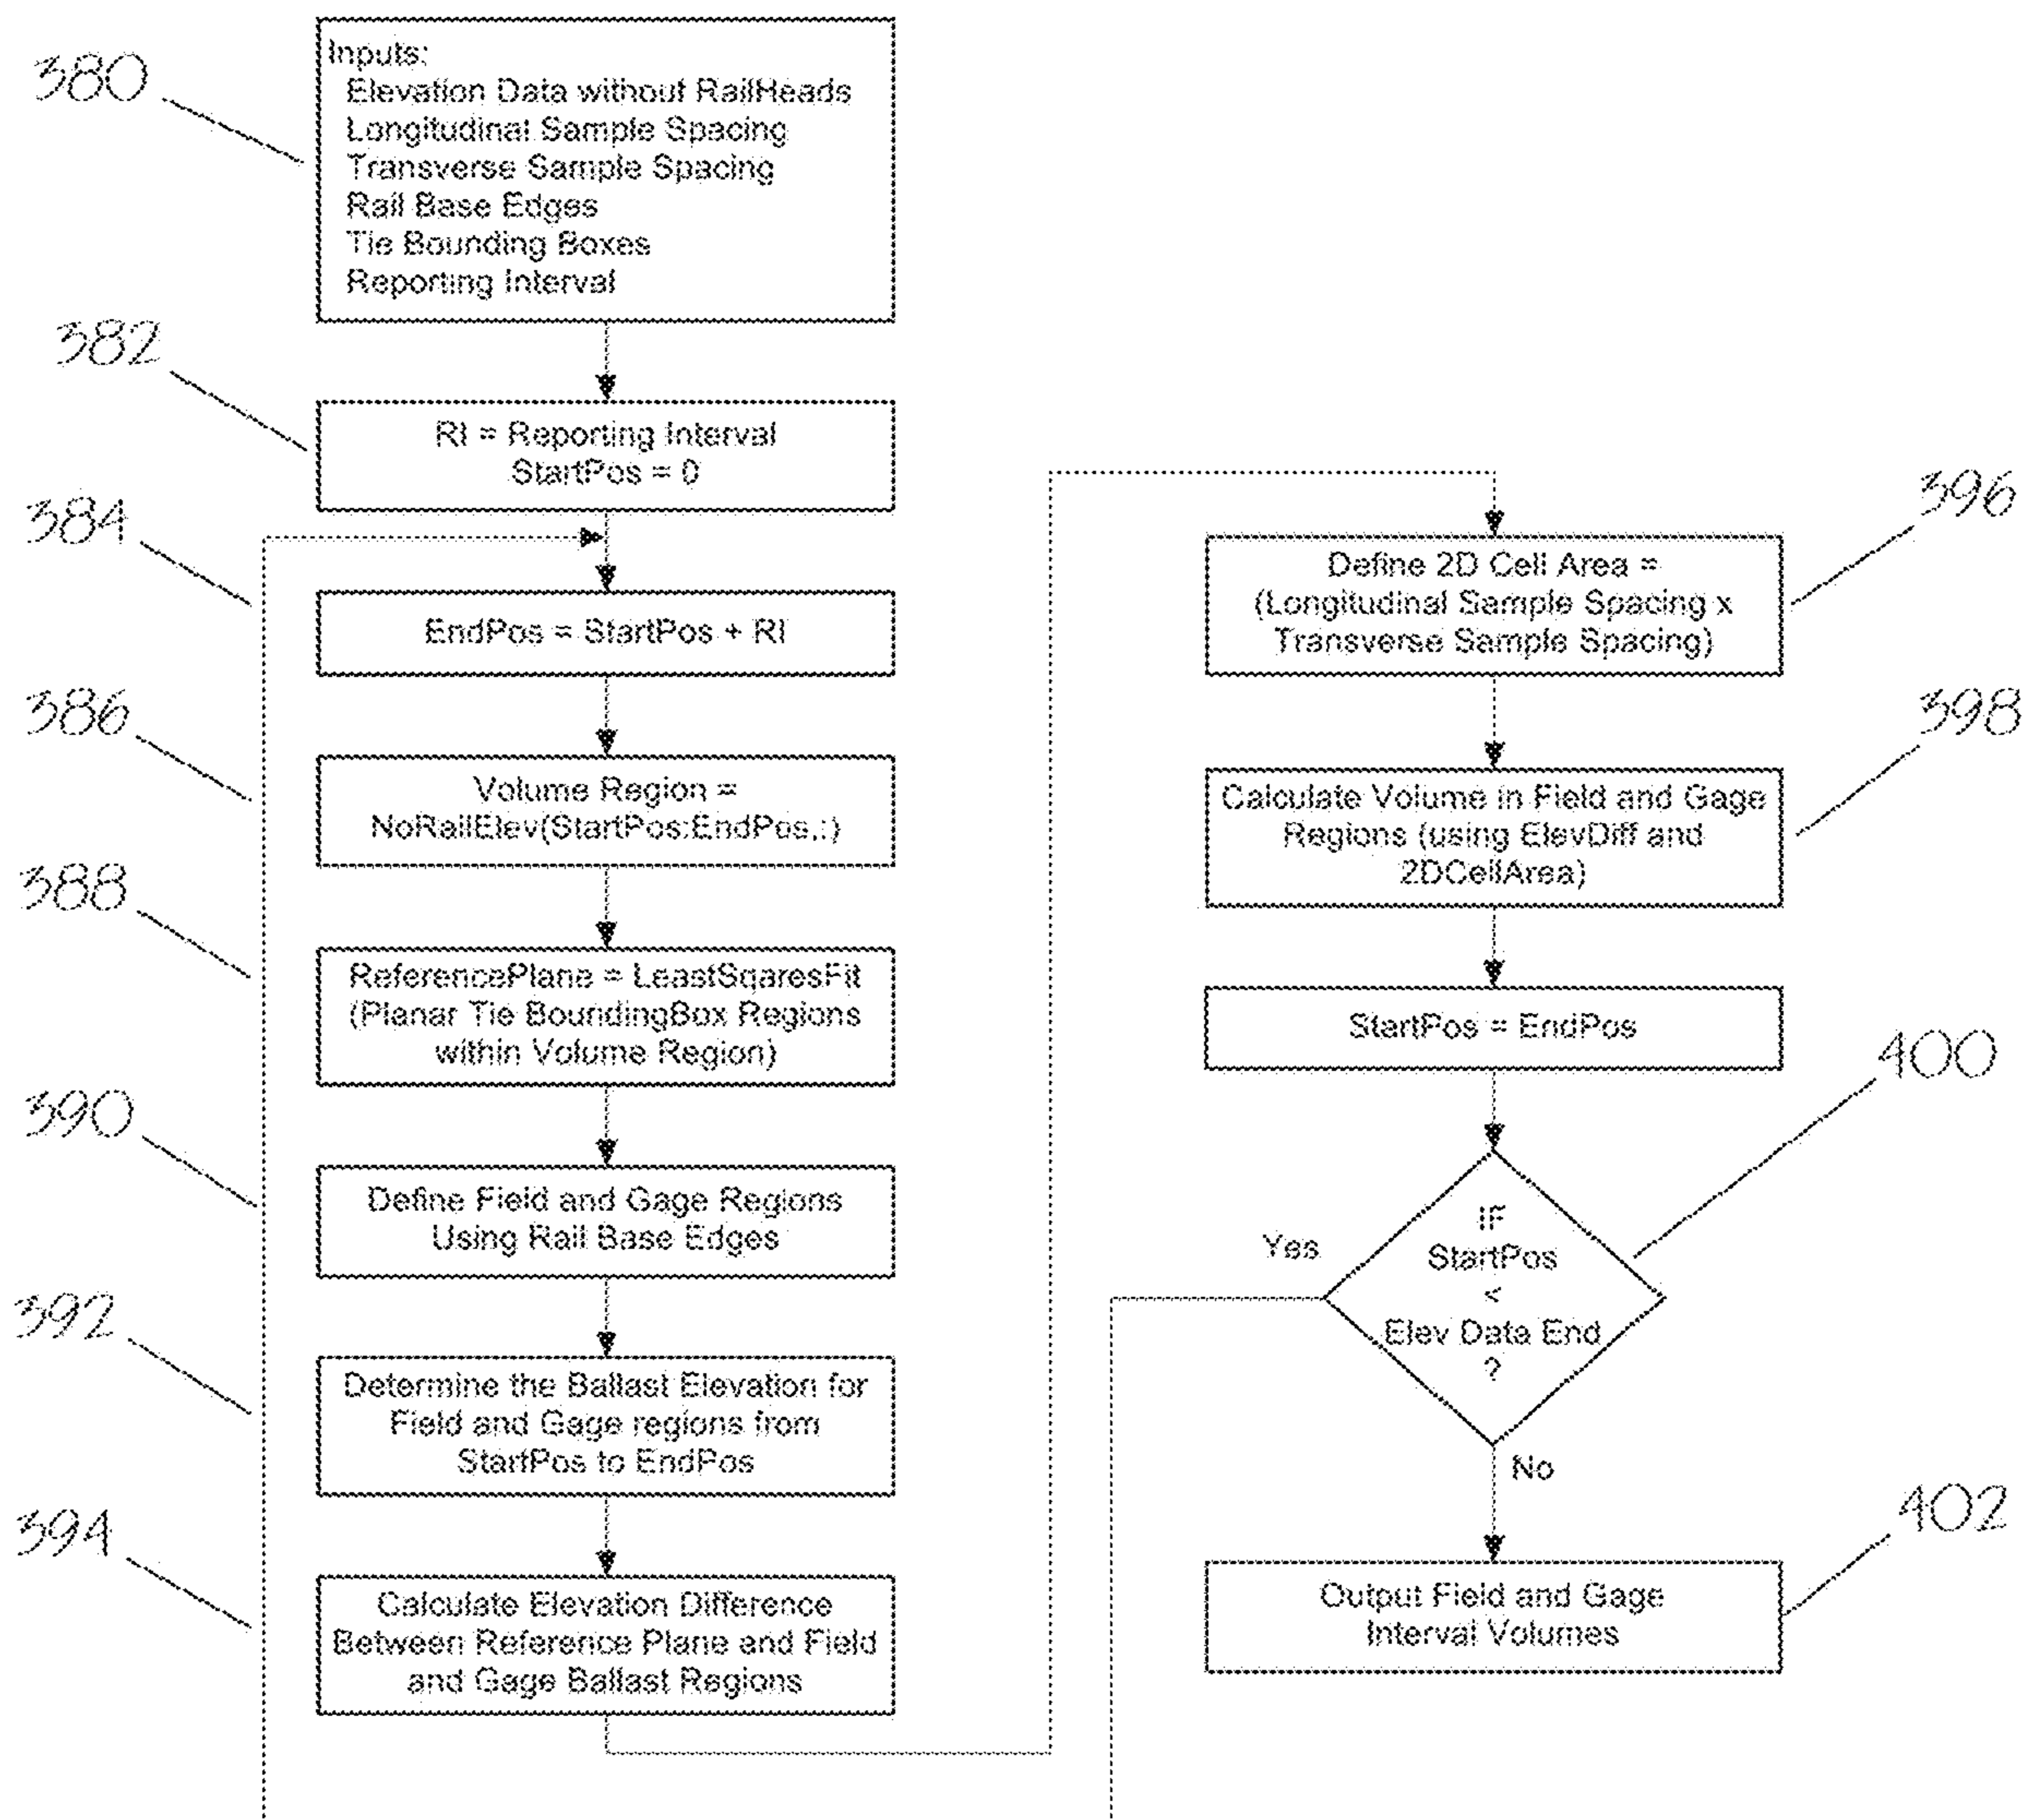 380
Inputs:
Elevation Data without RailHeads
Longitudinal Sample Spacing
Transverse Sample Spacing
Rail Base Edges
Tie Bounding Boxes
Reporting Interval
382
RI = Reporting Interval
StartPos = 0
384
EndPos = StartPos + RI
386
Volume Region =
NoRailElev(StartPos:EndPos,:)
388
ReferencePlane = LeastSqaresFit
(Planar Tie BoundingBox Regions
within Volume Region)
390
Define Field and Gage Regions
Using Rail Base Edges
392
Determine the Ballast Elevation for
Field and Gage regions from
StartPos to EndPos
394
Calculate Elevation Difference
Between Reference Plane and Field
and Gage Ballast Regions
396
Define 2D Cell Area =
(Longitudinal Sample Spacing x
Transverse Sample Spacing)
398
Calculate Volume in Field and Gage
Regions (using ElevDiff and
2DCellArea)
StartPos = EndPos
400
IF
StartPos
<
Elev Data End
?
Yes
No
402
Output Field and Gage
Interval Volumes